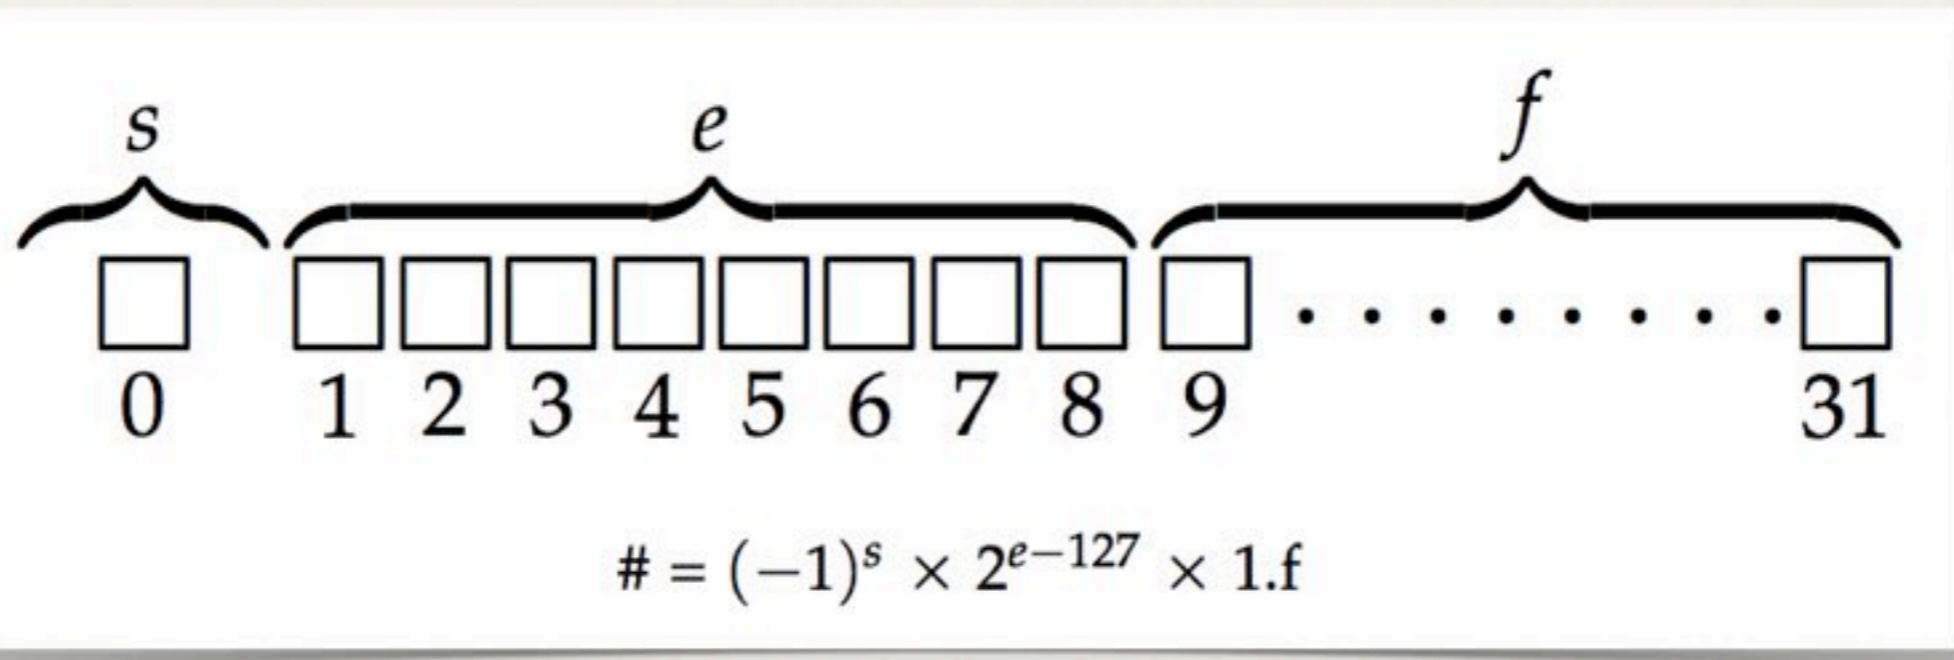 s e f
0 1 2 3 4 5 6 7 8 9 31
# = (−1)^s × 2^{e−127} × 1.f